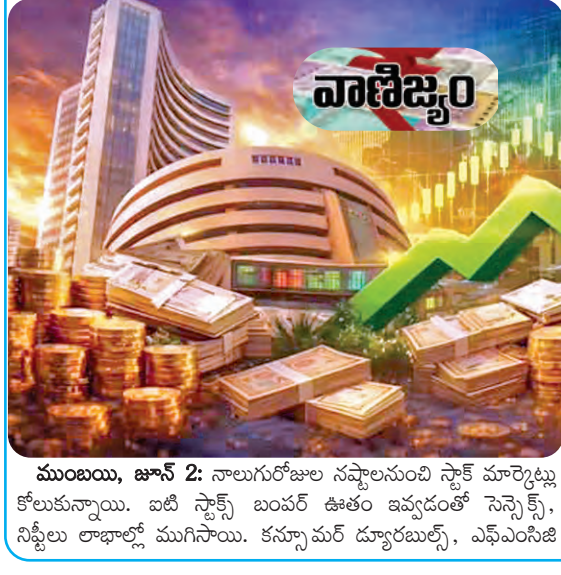 వాణిజ్యం
ముంబయి, జూన్ 2: నాలుగురోజుల నష్టాలనుంచి స్టాక్ మార్కెట్లు
కోలుకున్నాయి. ఐటి స్టాక్స్ బంపర్ ఊతం ఇవ్వడంతో సెన్సెక్స్,
నిఫ్టీలు లాభాల్లో ముగిసాయి. కన్స్యూమర్ డ్యూరబుల్స్, ఎఫ్ఎంసిజి